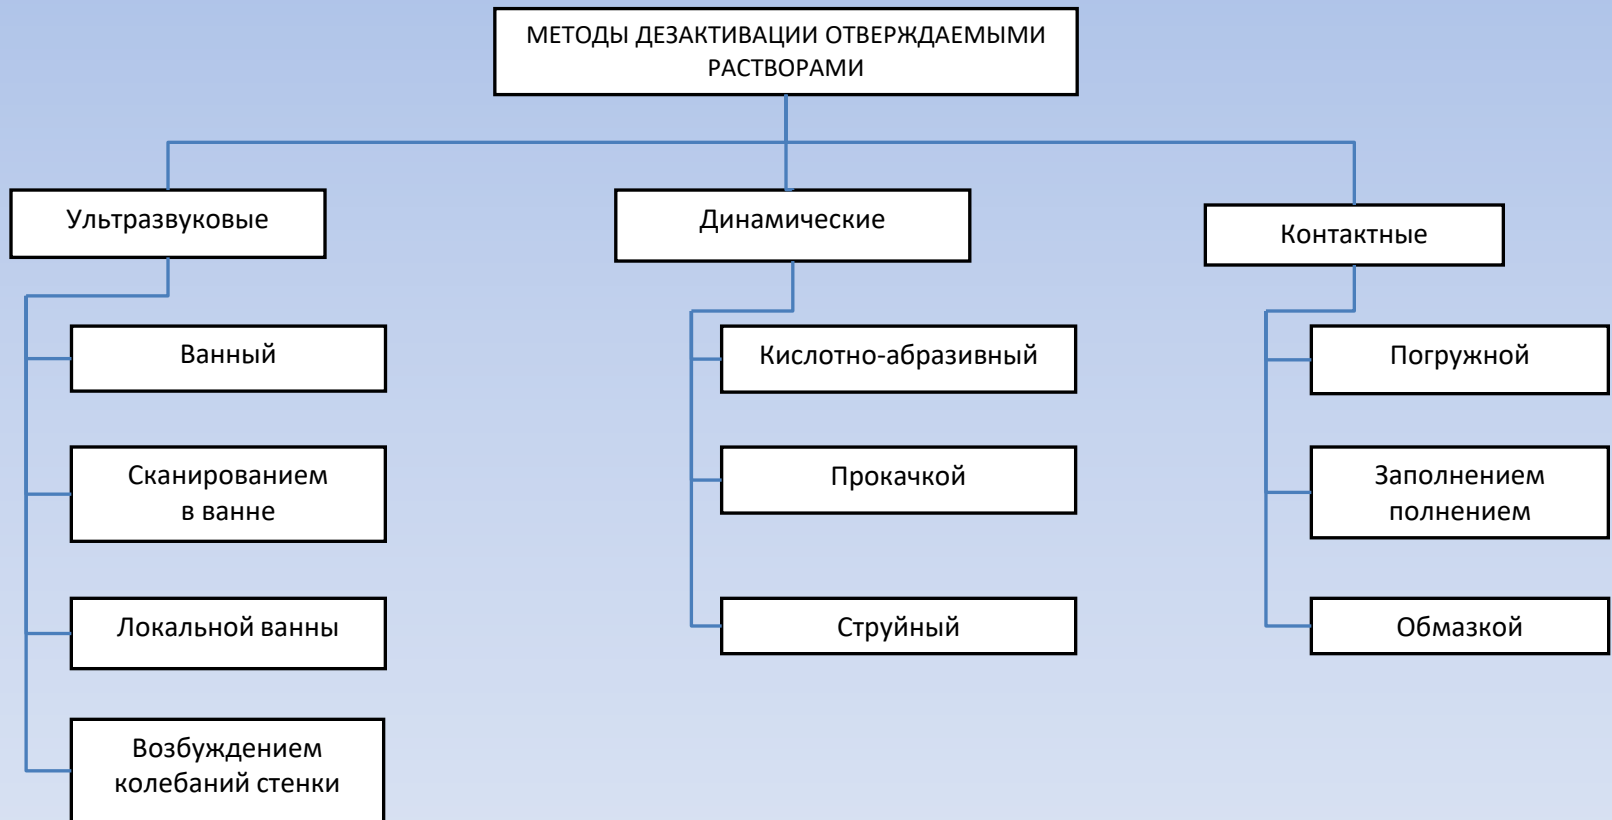 МЕТОДЫ ДЕЗАКТИВАЦИИ ОТВЕРЖДАЕМЫМИ
РАСТВОРАМИ
Ультразвуковые
Ванный
Сканированием
в ванне
Локальной ванны
Возбуждением
колебаний стенки
Динамические
Кислотно-абразивный
Прокачкой
Струйный
Контактные
Погружной
Заполнением
полнением
Обмазкой